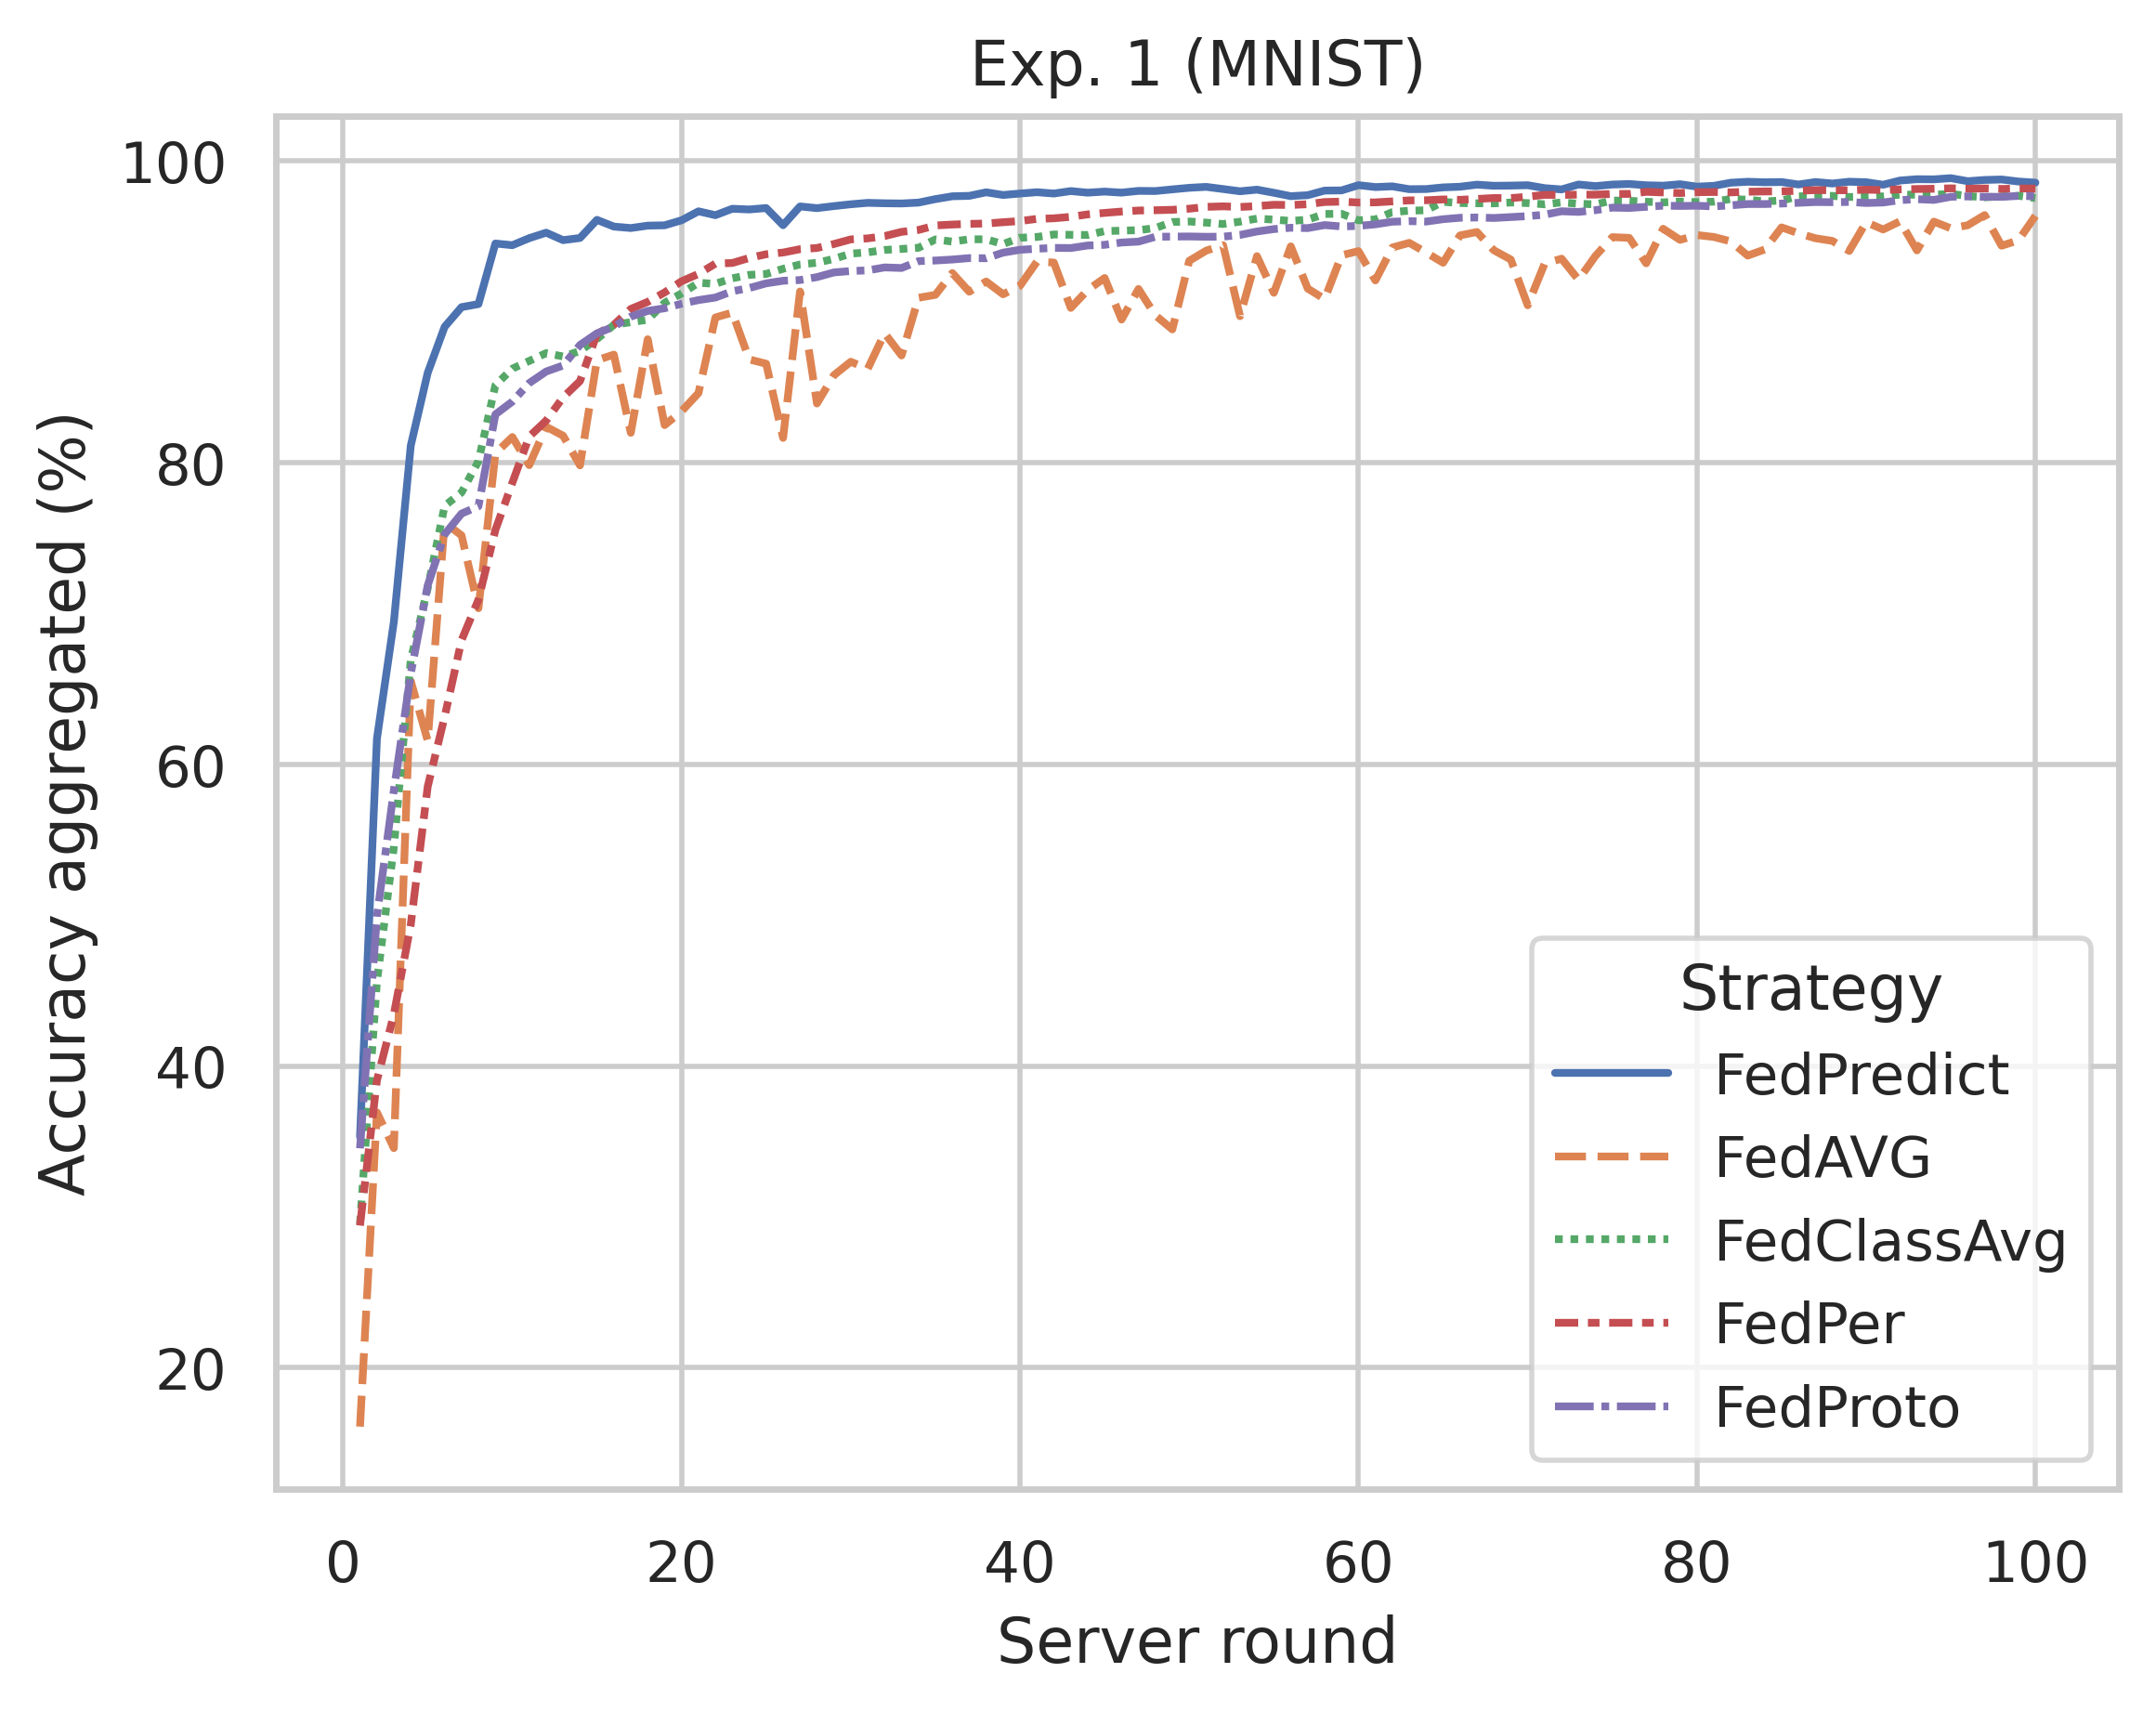 Exp. 1 (MNIST)
100
80
60
40
20
Accuracy aggregated (%)
0
20
40
60
80
100
Server round
Strategy
FedPredict
FedAVG
FedClassAvg
FedPer
FedProto